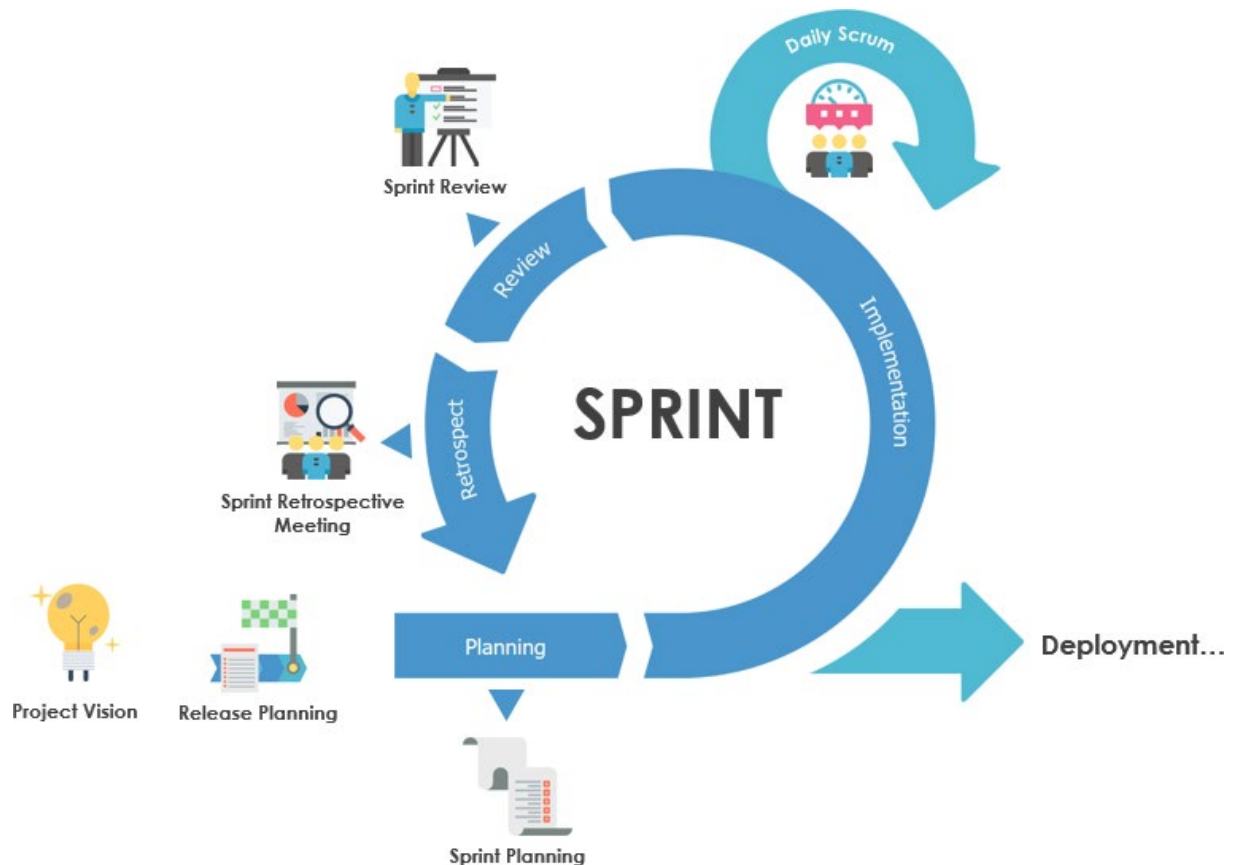 Daily Scrum
Sprint Review
Review
Implementation
SPRINT
Retrospect
Sprint Retrospective
Meeting
Planning
Deployment...
Project Vision
Release Planning
Sprint Planning